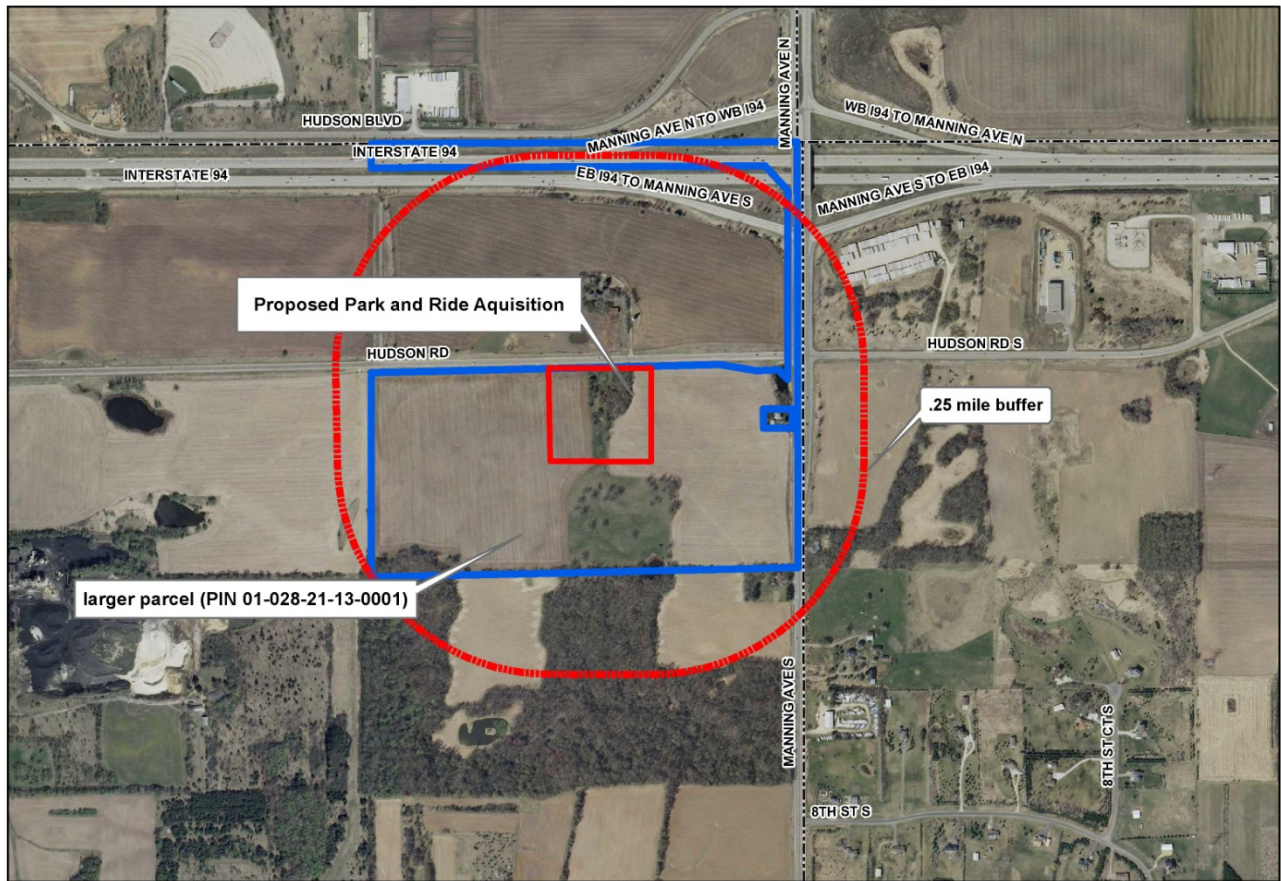 MANNING AVE N
HUDSON BLVD
MANNING AVE N TO WB I94
WB I94 TO MANNING AVE N
INTERSTATE 94
INTERSTATE 94
EB I94 TO MANNING AVE S
MANNING AVE S TO EB I94
Proposed Park and Ride Aquisition
HUDSON RD
HUDSON RD S
.25 mile buffer
larger parcel (PIN 01-028-21-13-0001)
MANNING AVE S
8TH ST CT S
8TH ST S